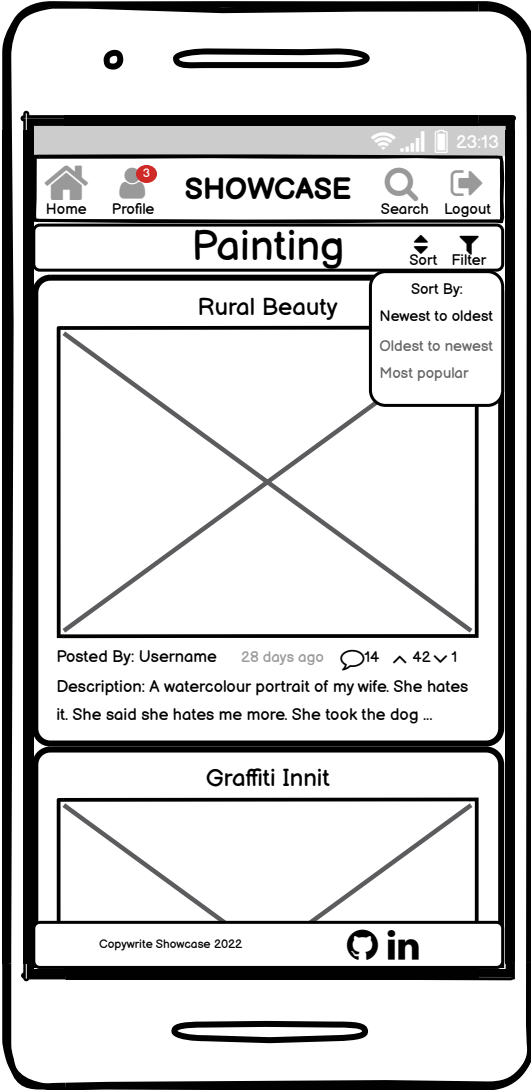 23:13
3
Home Profile SHOWCASE Search Logout
Painting Sort Filter
Sort By:
Newest to oldest
Oldest to newest
Most popular
Rural Beauty
Posted By: Username 28 days ago 14 42 1
Description: A watercolour portrait of my wife. She hates
it. She said she hates me more. She took the dog ...
Graffiti Innit
Copywrite Showcase 2022 in